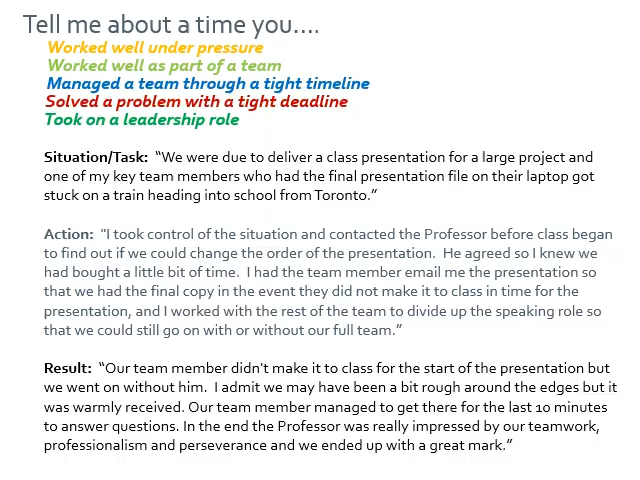 Tell me about a time you....
Worked well under pressure
Worked well as part of a team
Managed a team through a tight timeline
Solved a problem with a tight deadline
Took on a leadership role
Situation/Task:  “We were due to deliver a class presentation for a large project and
one of my key team members who had the final presentation file on their laptop got
stuck on a train heading into school from Toronto.”
Action:  "I took control of the situation and contacted the Professor before class began
to find out if we could change the order of the presentation.  He agreed so I knew we
had bought a little bit of time.  I had the team member email me the presentation so
that we had the final copy in the event they did not make it to class in time for the
presentation, and I worked with the rest of the team to divide up the speaking role so
that we could still go on with or without our full team.”
Result:  “Our team member didn't make it to class for the start of the presentation but
we went on without him.  I admit we may have been a bit rough around the edges but it
was warmly received. Our team member managed to get there for the last 10 minutes
to answer questions. In the end the Professor was really impressed by our teamwork,
professionalism and perseverance and we ended up with a great mark.”